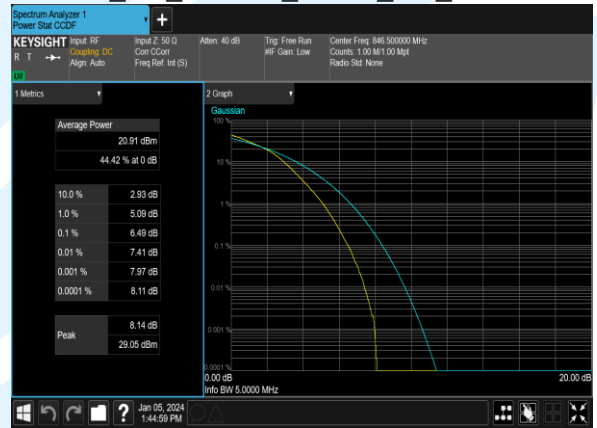 Spectrum Analyzer 1
Power Stat CCDF
KEYSIGHT
R T
LU
Input: RF
Coupling: DC
Align: Auto
Input Z: 50 Ω
Corr CCorr
Freq Ref: Int (S)
Atten: 40 dB
Trig: Free Run
#IF Gain: Low
Center Freq: 846.500000 MHz
Counts: 1.00 M/1.00 Mpt
Radio Std: None
1 Metrics
Average Power
20.91 dBm
44.42 % at 0 dB
10.0 % 2.93 dB
1.0 % 5.09 dB
0.1 % 6.49 dB
0.01 % 7.41 dB
0.001 % 7.97 dB
0.0001 % 8.11 dB
Peak
8.14 dB
29.05 dBm
2 Graph
Gaussian
100 %
10 %
1 %
0.1 %
0.01 %
0.001 %
0.0001 %
0.00 dB 20.00 dB
Info BW 5.0000 MHz
Jan 05, 2024
1:44:59 PM